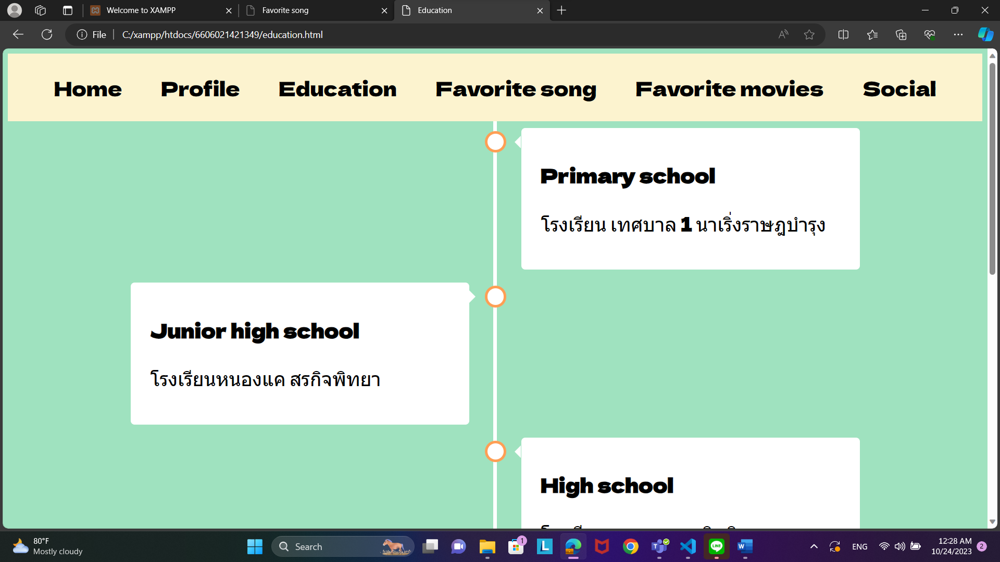 Welcome to XAMPP
Favorite song
Education
File
C:/xampp/htdocs/6606021421349/education.html
Home
Profile
Education
Favorite song
Favorite movies
Social
Primary school
โรงเรียน เทศบาล 1 นาเริ่งราษฎบำรุง
Junior high school
โรงเรียนหนองแค สรกิจพิทยา
High school
80°F
Mostly cloudy
Search
1
ENG
12:28 AM
10/24/2023
2